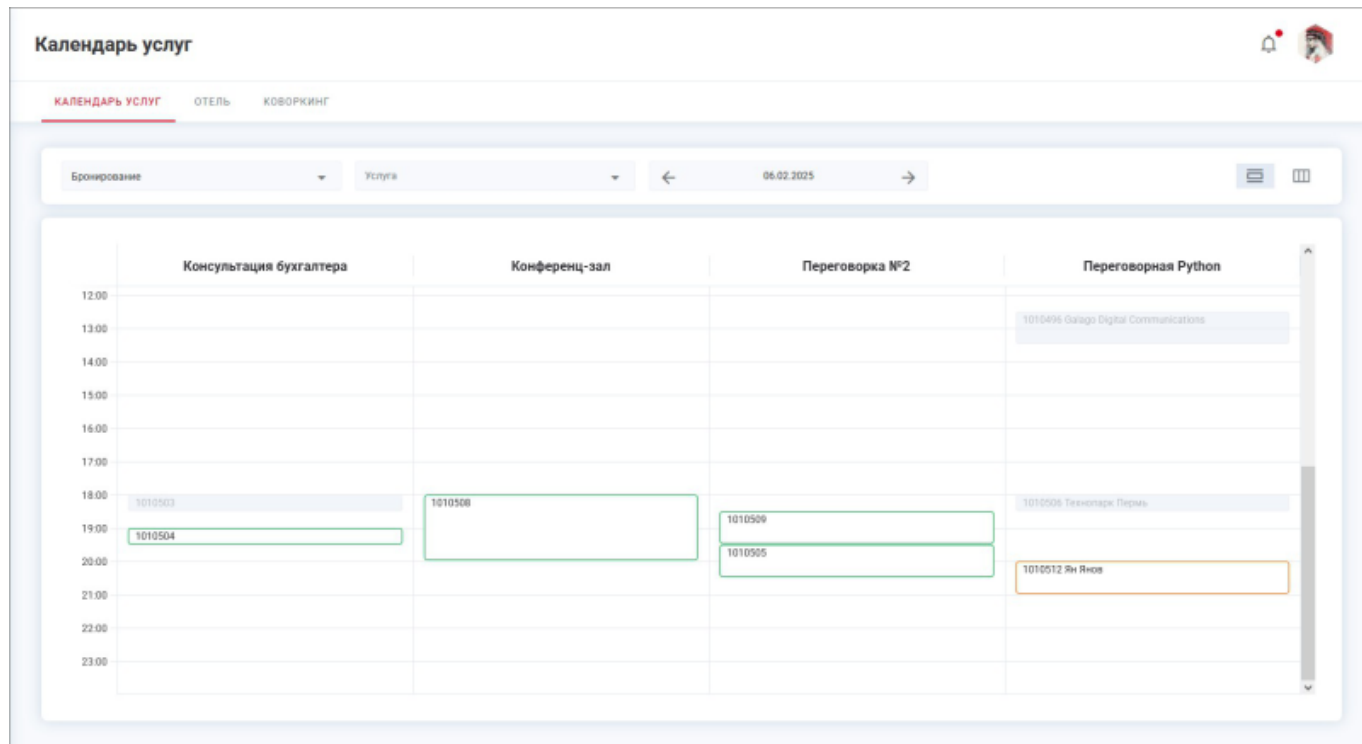 Календарь услуг
КАЛЕНДАРЬ УСЛУГ ОТЕЛЬ КОВОРКИНГ
Бронирование Услуга 06.02.2025
Консультация бухгалтера Конференц-зал Переговорка №2 Переговорная Python
12:00
1010496 Galago Digital Communications
13:00
14:00
15:00
16:00
17:00
18:00 1010503 1010508 1010506 Технопарк Пермь
1010509
19:00 1010504
1010505
20:00 1010512 Ян Янов
21:00
22:00
23:00